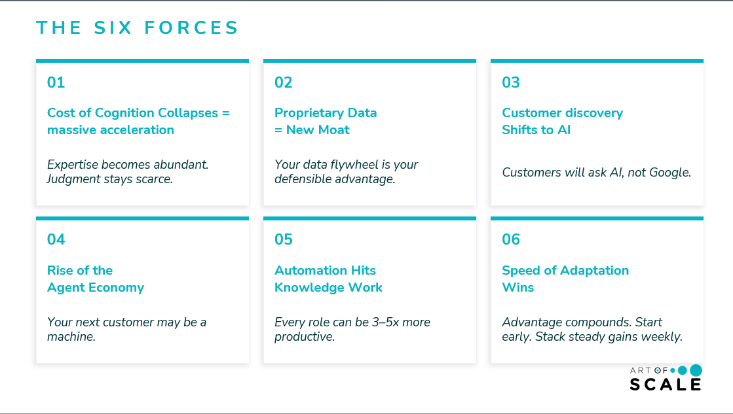 THE SIX FORCES
01
Cost of Cognition Collapses =
massive acceleration
Expertise becomes abundant.
Judgment stays scarce.
02
Proprietary Data
= New Moat
Your data flywheel is your
defensible advantage.
03
Customer discovery
Shifts to AI
Customers will ask AI, not Google.
04
Rise of the
Agent Economy
Your next customer may be a
machine.
05
Automation Hits
Knowledge Work
Every role can be 3–5x more
productive.
06
Speed of Adaptation
Wins
Advantage compounds. Start
early. Stack steady gains weekly.
ART OF
SCALE